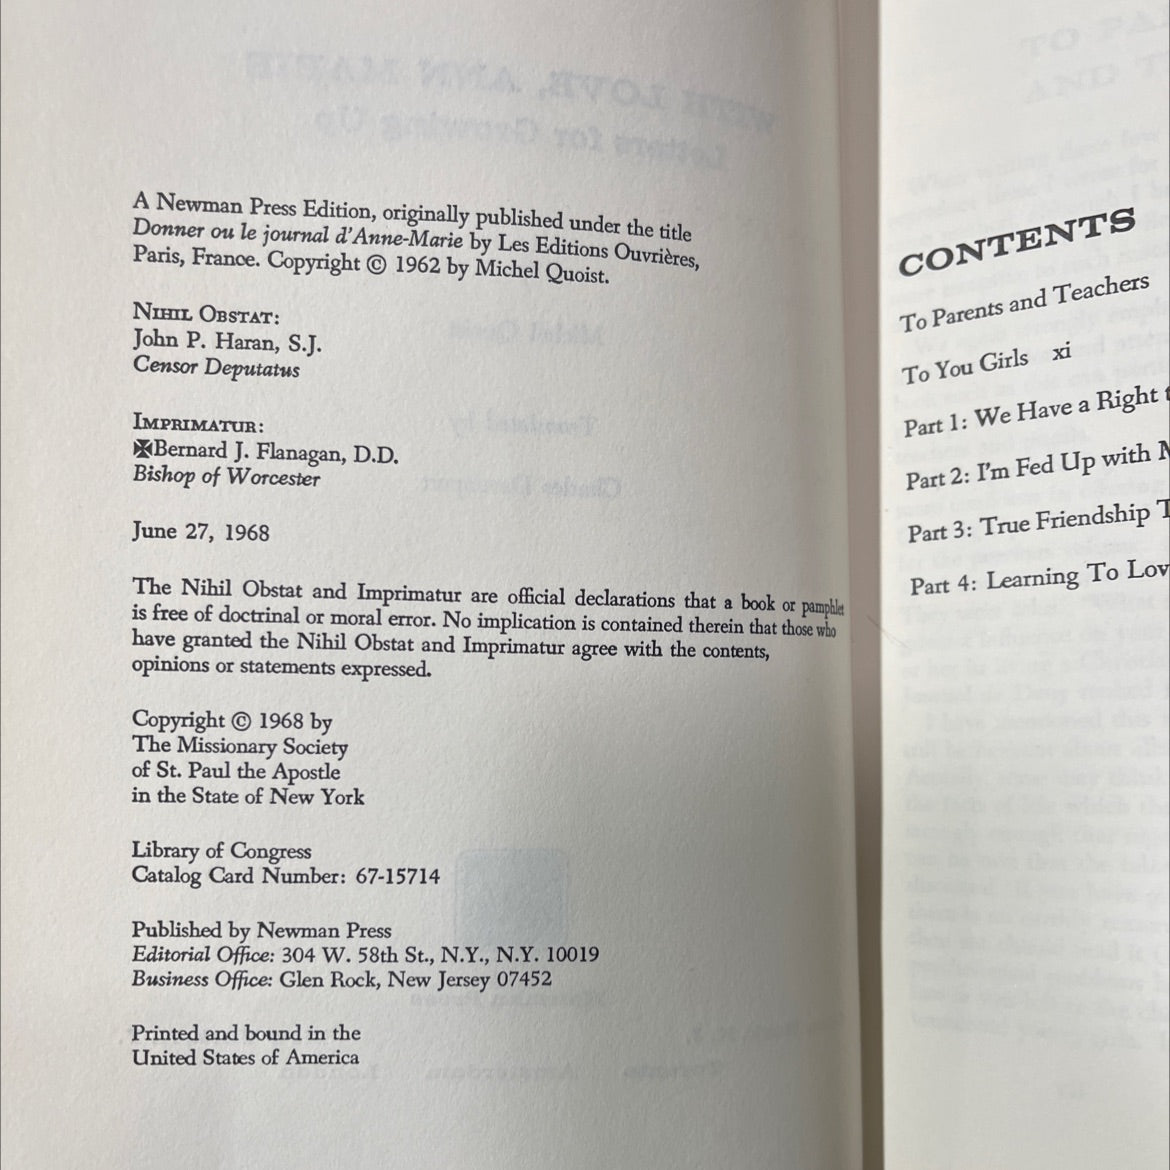 A Newman Press Edition, originally published under the title
Donner ou le journal d'Anne-Marie by Les Editions Ouvrières,
Paris, France. Copyright © 1962 by Michel Quoist.
NIHIL OBSTAT:
John P. Haran, S.J.
Censor Deputatus
IMPRIMATUR:
✠Bernard J. Flanagan, D.D.
Bishop of Worcester
June 27, 1968
The Nihil Obstat and Imprimatur are official declarations that a book or pamphlet
is free of doctrinal or moral error. No implication is contained therein that those who
have granted the Nihil Obstat and Imprimatur agree with the contents,
opinions or statements expressed.
Copyright © 1968 by
The Missionary Society
of St. Paul the Apostle
in the State of New York
Library of Congress
Catalog Card Number: 67-15714
Published by Newman Press
Editorial Office: 304 W. 58th St., N.Y., N.Y. 10019
Business Office: Glen Rock, New Jersey 07452
Printed and bound in the
United States of America
CONTENTS
To Parents and Teachers
To You Girls xi
Part 1: We Have a Right
Part 2: I'm Fed Up with
Part 3: True Friendship
Part 4: Learning To